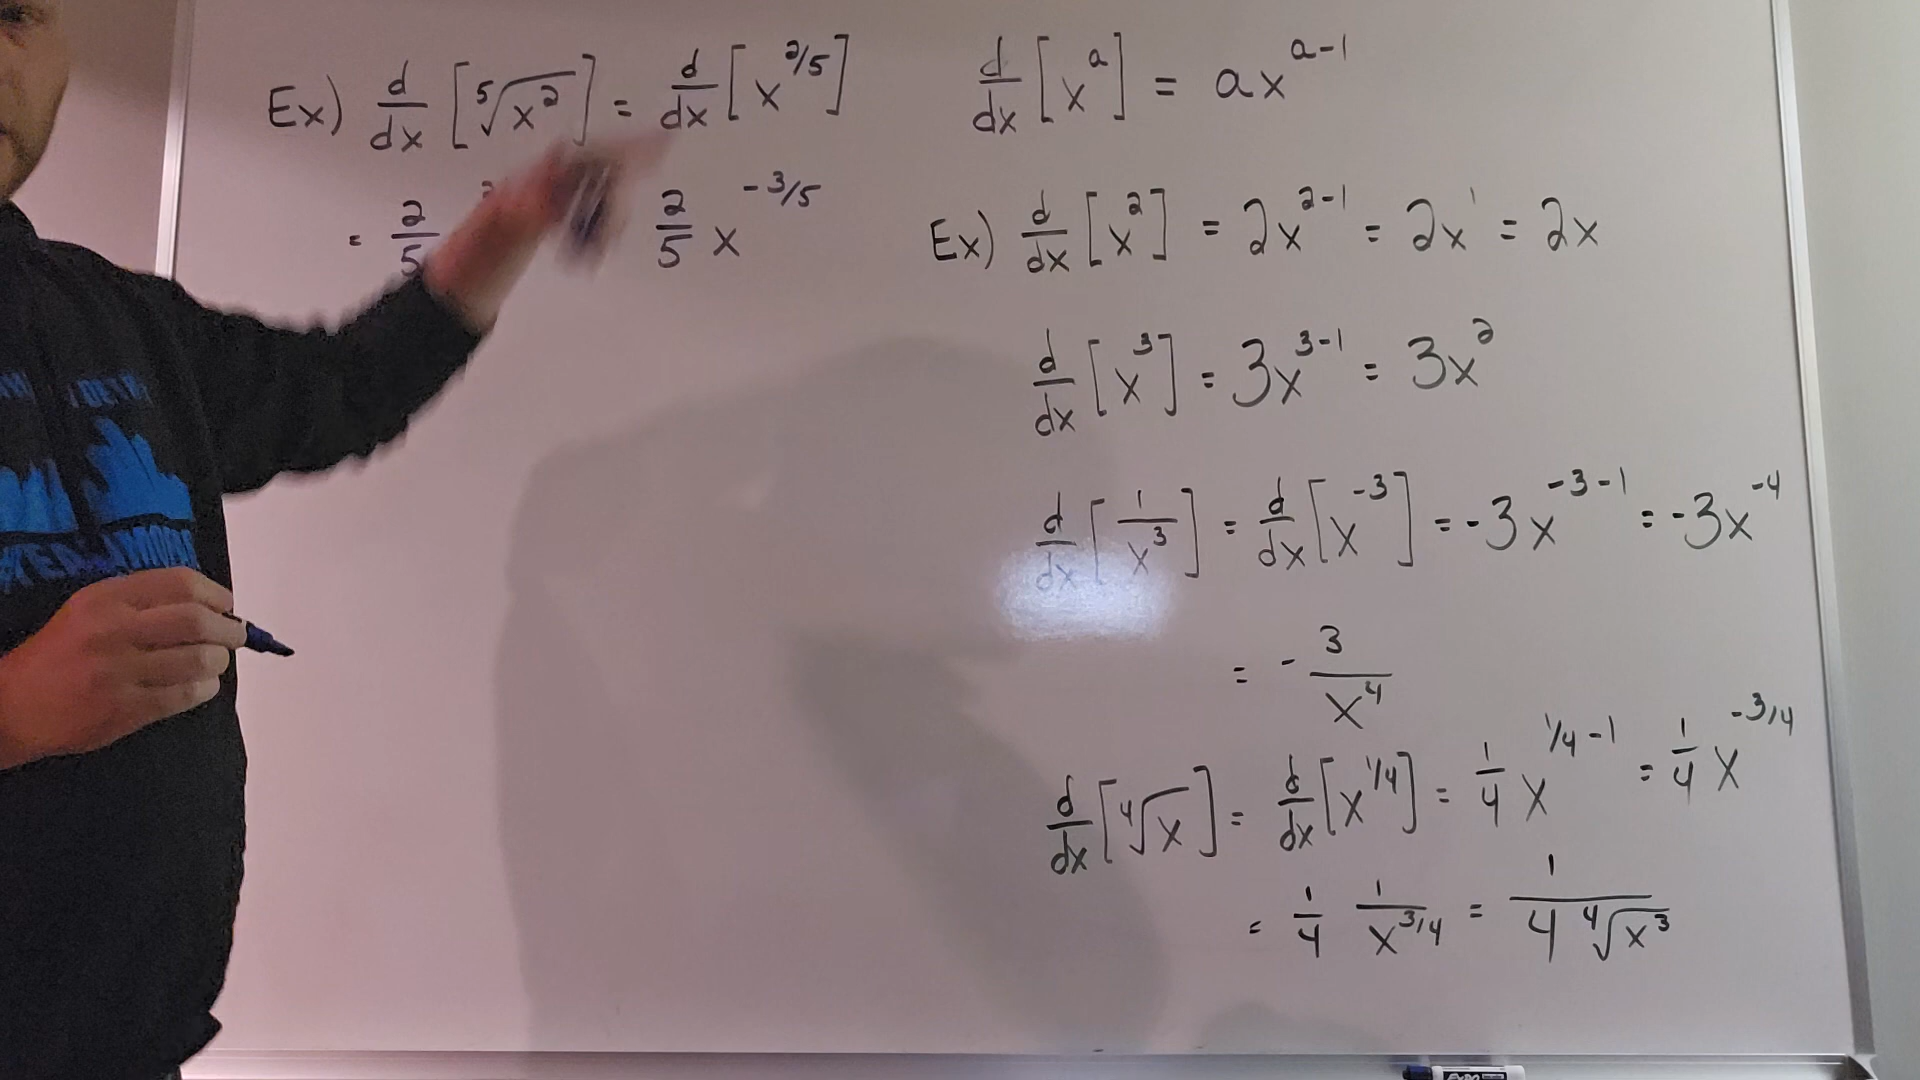 Ex) d/dx [⁵√x²] = d/dx [x^(2/5)]
= 2/5 2/5 x^(-3/5)
d/dx [x^a] = ax^(a-1)
Ex) d/dx [x²] = 2x^(2-1) = 2x^1 = 2x
d/dx [x³] = 3x^(3-1) = 3x²
d/dx [1/x³] = d/dx [x^(-3)] = -3x^(-3-1) = -3x^(-4)
= - 3/x⁴
d/dx [⁴√x] = d/dx [x^(1/4)] = 1/4 x^(1/4-1) = 1/4 x^(-3/4)
= 1/4 1/x^(3/4) = 1/(4 ⁴√x³)
EXPO